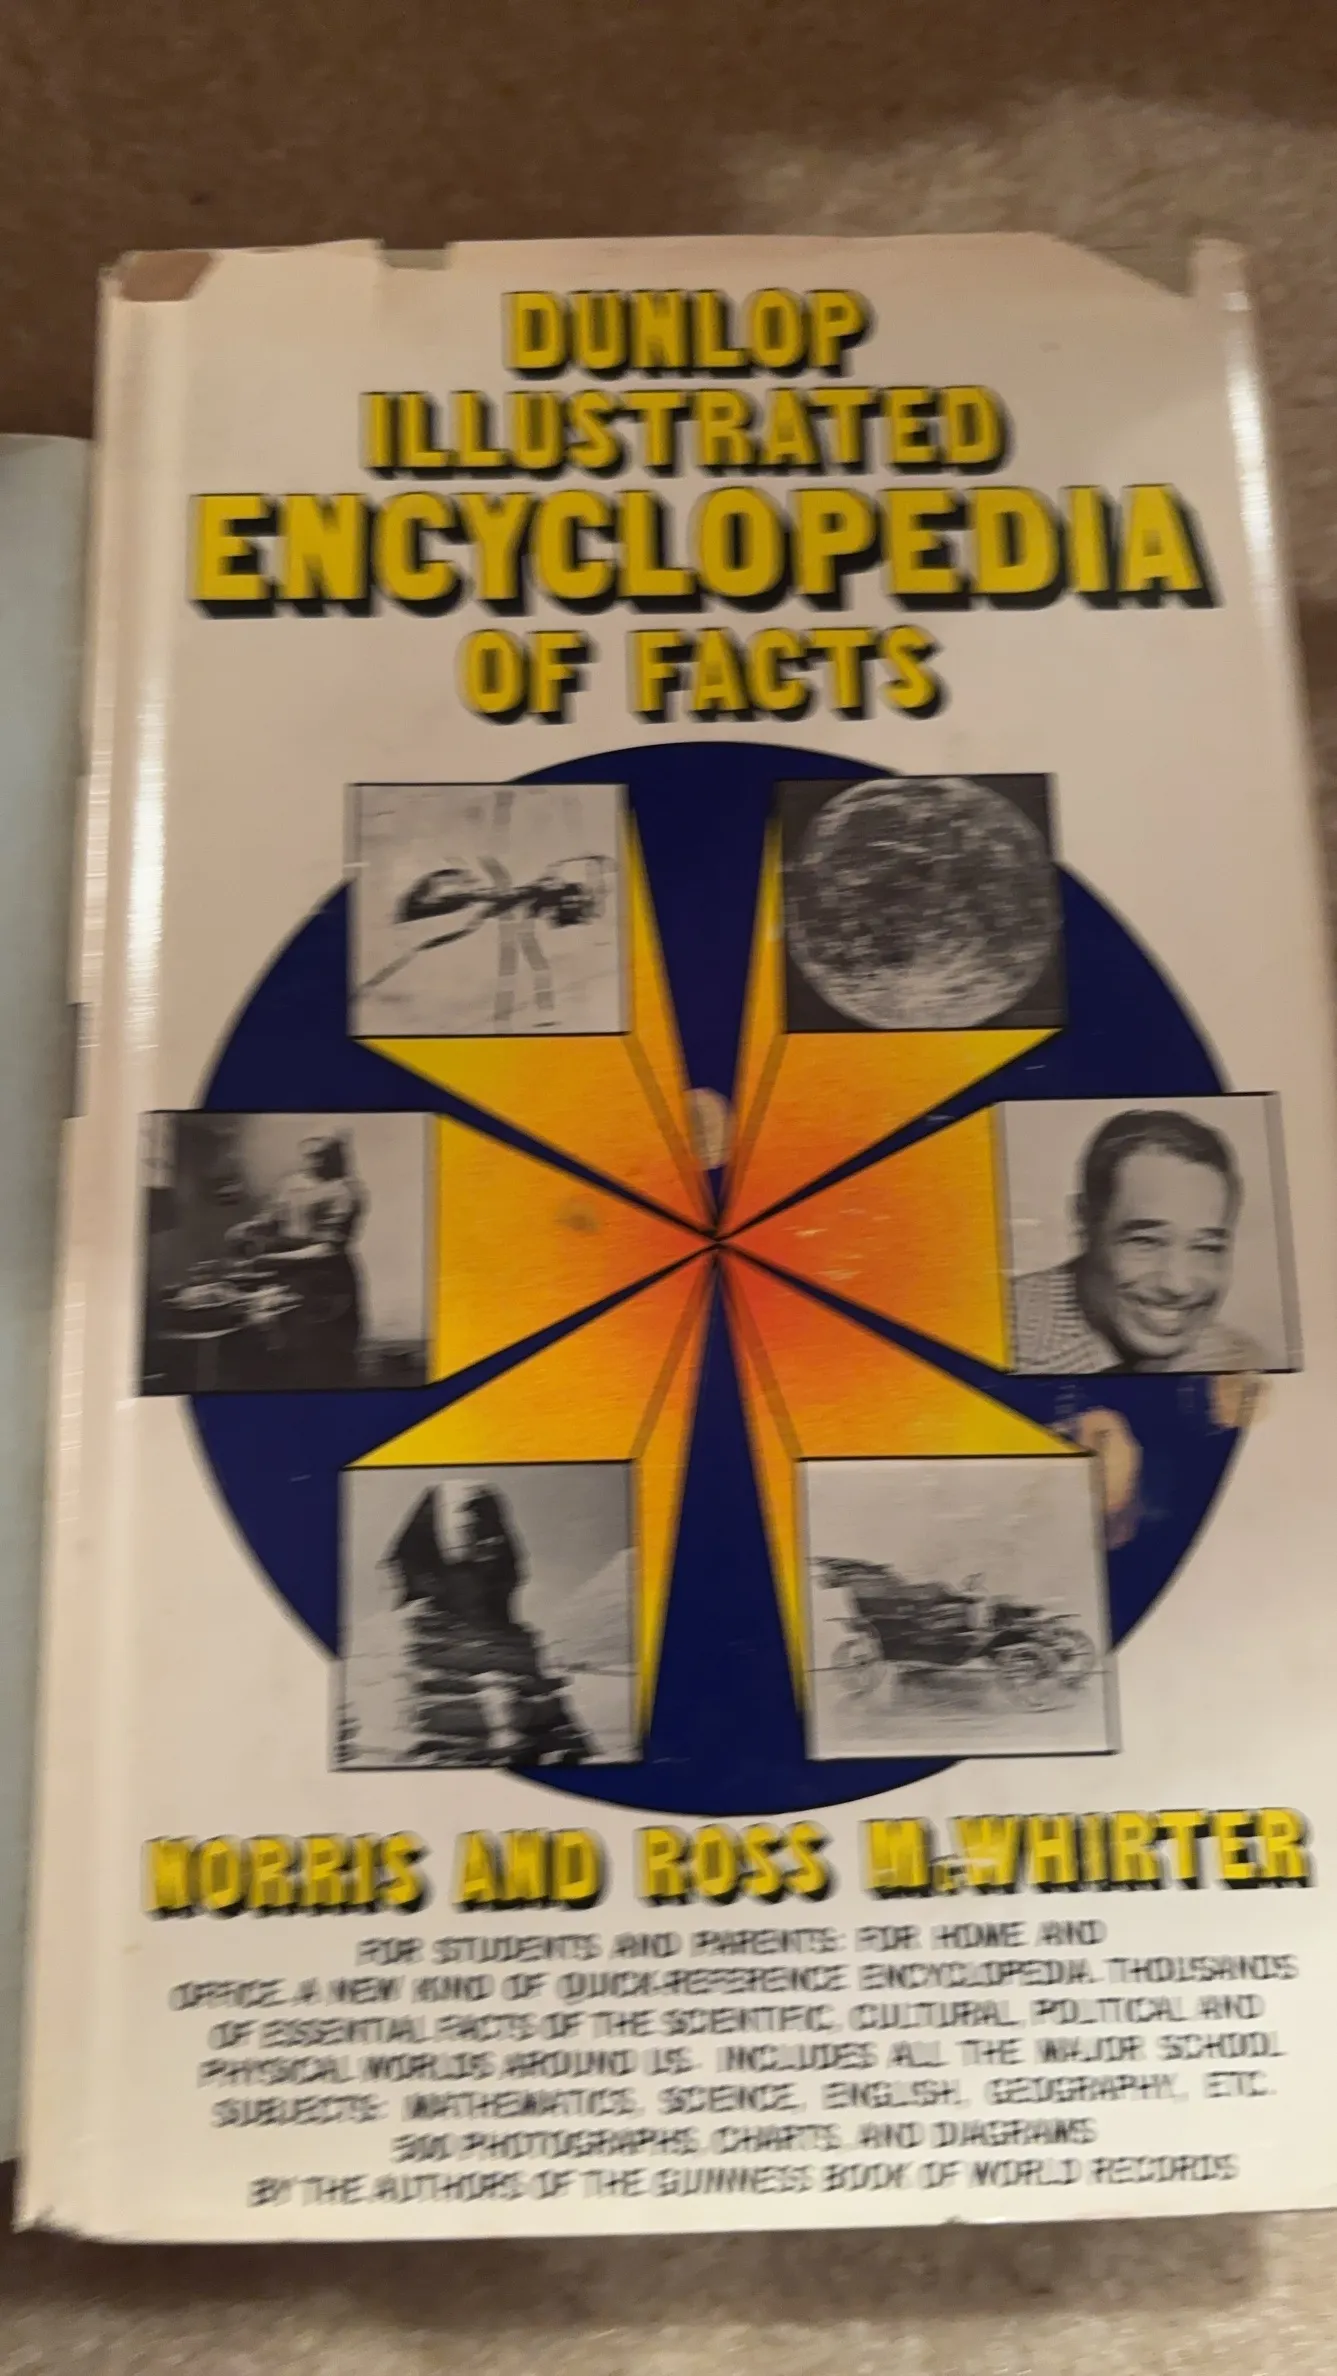 DUNLOP
ILLUSTRATED
ENCYCLOPEDIA
OF FACTS
NORRIS AND ROSS McWHIRTER
FOR STUDENTS AND PARENTS: FOR HOME AND
OFFICE. A NEW KIND OF QUICK-REFERENCE ENCYCLOPEDIA. THOUSANDS
OF ESSENTIAL FACTS OF THE SCIENTIFIC, CULTURAL, POLITICAL AND
PHYSICAL WORLDS AROUND US. INCLUDES ALL THE MAJOR SCHOOL
SUBJECTS: MATHEMATICS, SCIENCE, ENGLISH, GEOGRAPHY, ETC.
PHOTOGRAPHS, CHARTS AND DIAGRAMS
BY THE AUTHORS OF THE GUINNESS BOOK OF WORLD RECORDS